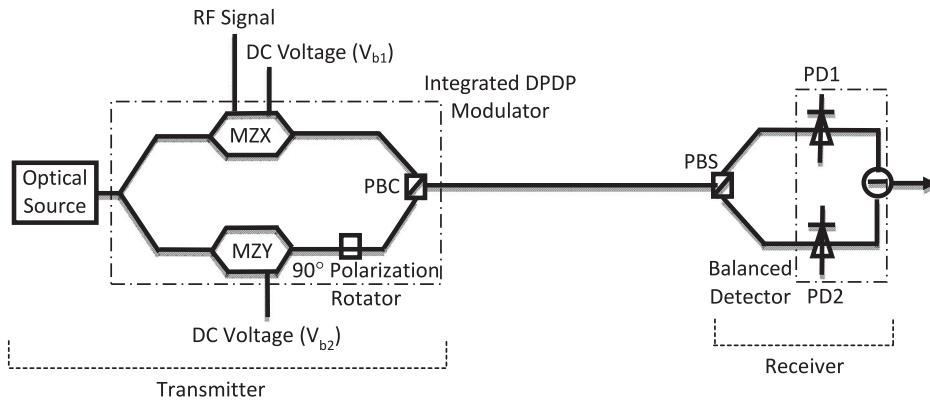 RF Signal
DC Voltage (Vb1)
Integrated DPDP
Modulator
MZX
PD1
Optical
Source
PBC
PBS
MZY
90° Polarization
Rotator
Balanced
Detector
PD2
DC Voltage (Vb2)
Receiver
Transmitter